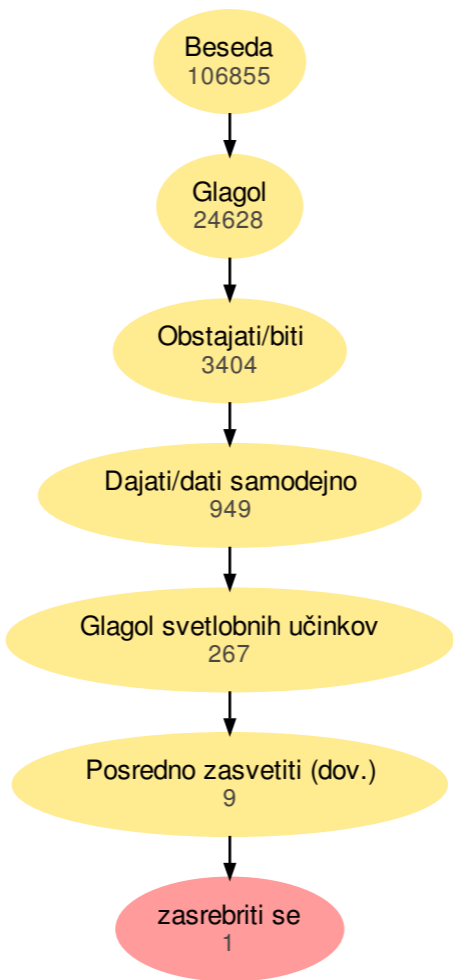 Beseda
106855
Glagol
24628
Obstajati/biti
3404
Dajati/dati samodejno
949
Glagol svetlobnih učinkov
267
Posredno zasvetiti (dov.)
9
zasrebriti se
1